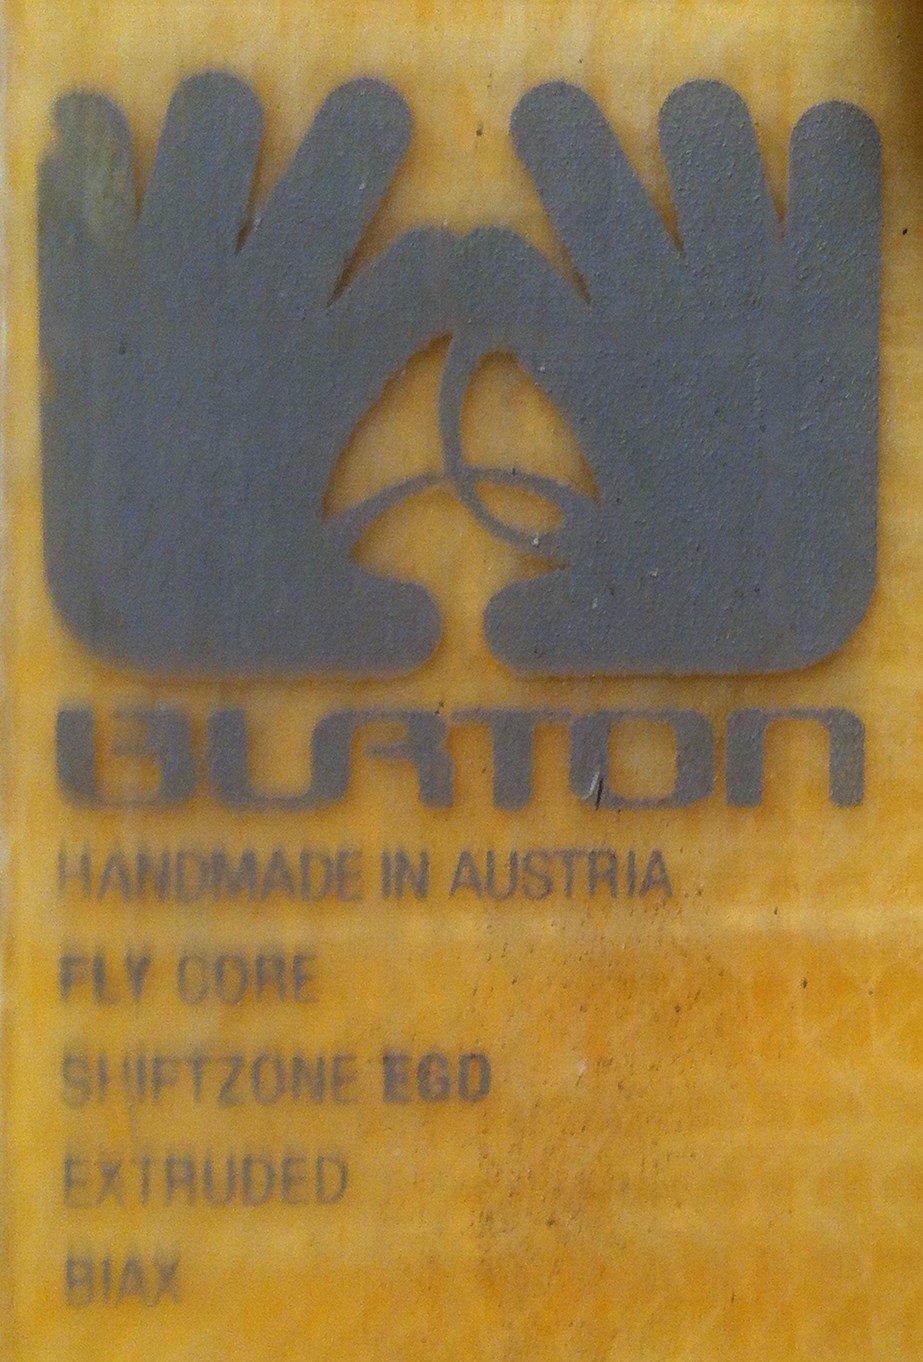 BURTON
HANDMADE IN AUSTRIA
FLY CORE
SHIFTZONE EGD
EXTRUDED
BIAX